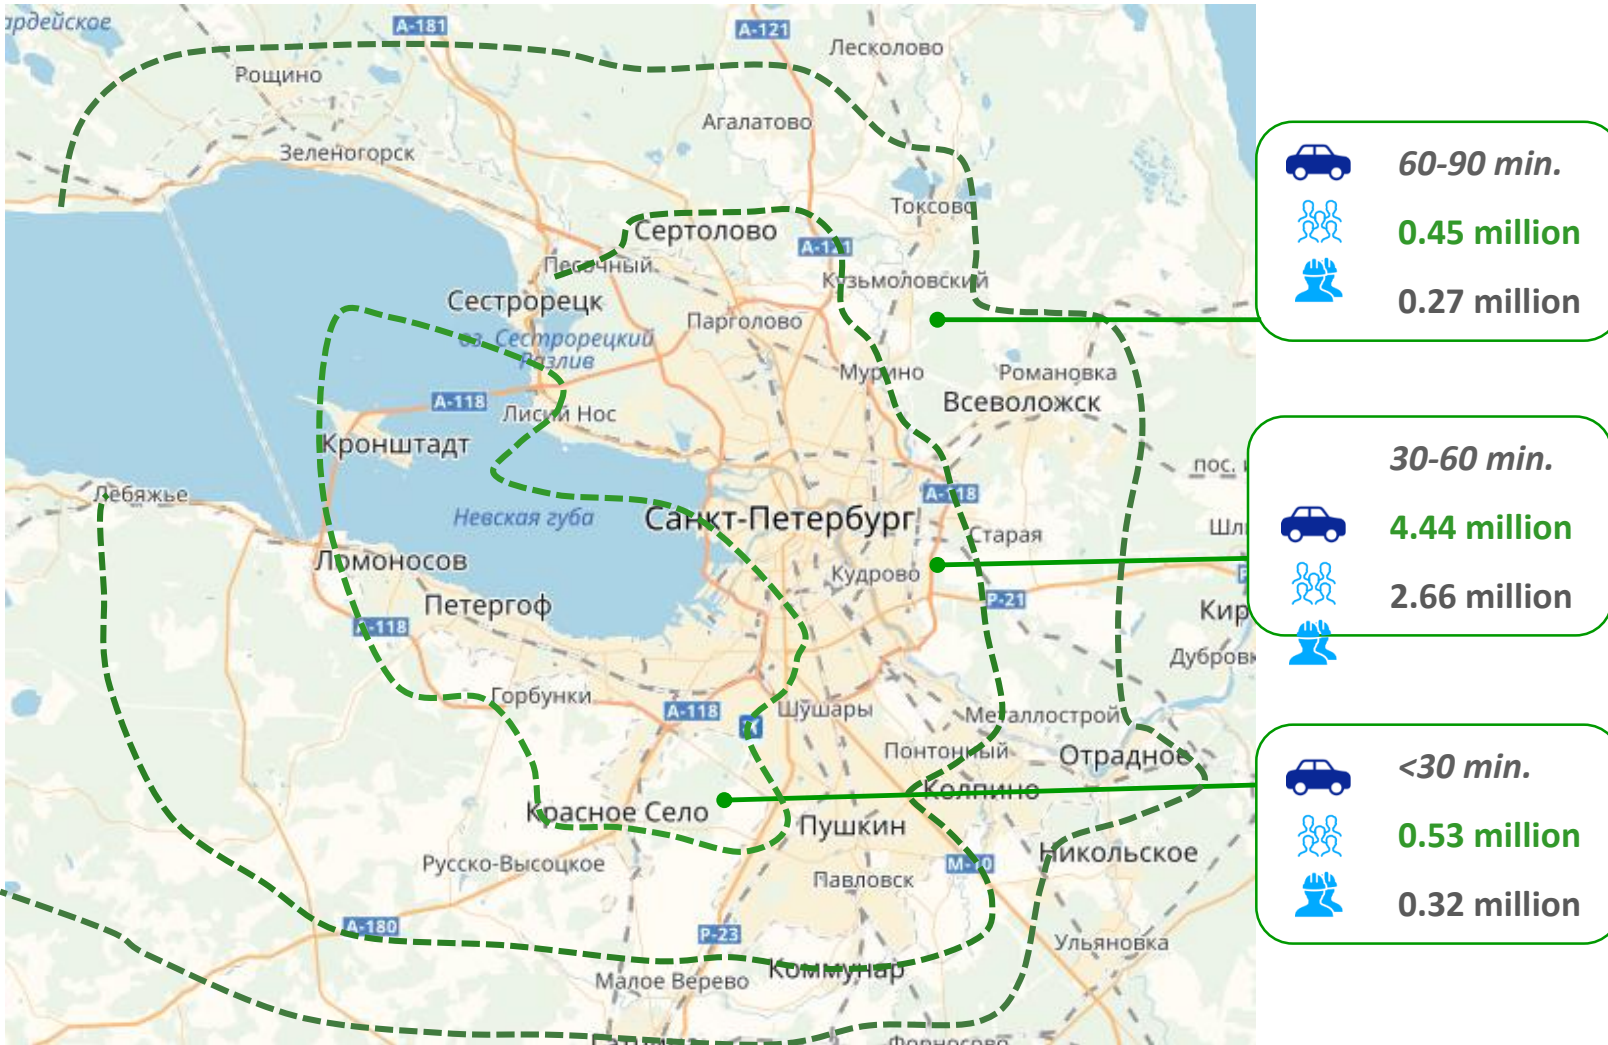 ардейское
А-181
А-121
Лесколово
Рощино
Агалатово
Зеленогорск
Токсово
Сертолово
А-121
Песочный
Кузьмоловский
Сестрорецк
Парголово
оз. Сестрорецкий
Разлив
Мурино
Романовка
А-118
Лисий Нос
Всеволожск
Кронштадт
пос.
Лебяжье
А-118
Невская губа
Санкт-Петербург
Старая
Шл
Ломоносов
Кудрово
Петергоф
Р-21
Кир
А-118
Дубровк
Горбунки
А-118
Шушары
Металлострой
Понтонный
Отрадное
Колпино
Красное Село
Пушкин
Русско-Высоцкое
М-10
Никольское
Павловск
А-180
Р-23
Ульяновка
Малое Верево
Коммунар
Форносово
60-90 min.
0.45 million
0.27 million
30-60 min.
4.44 million
2.66 million
<30 min.
0.53 million
0.32 million